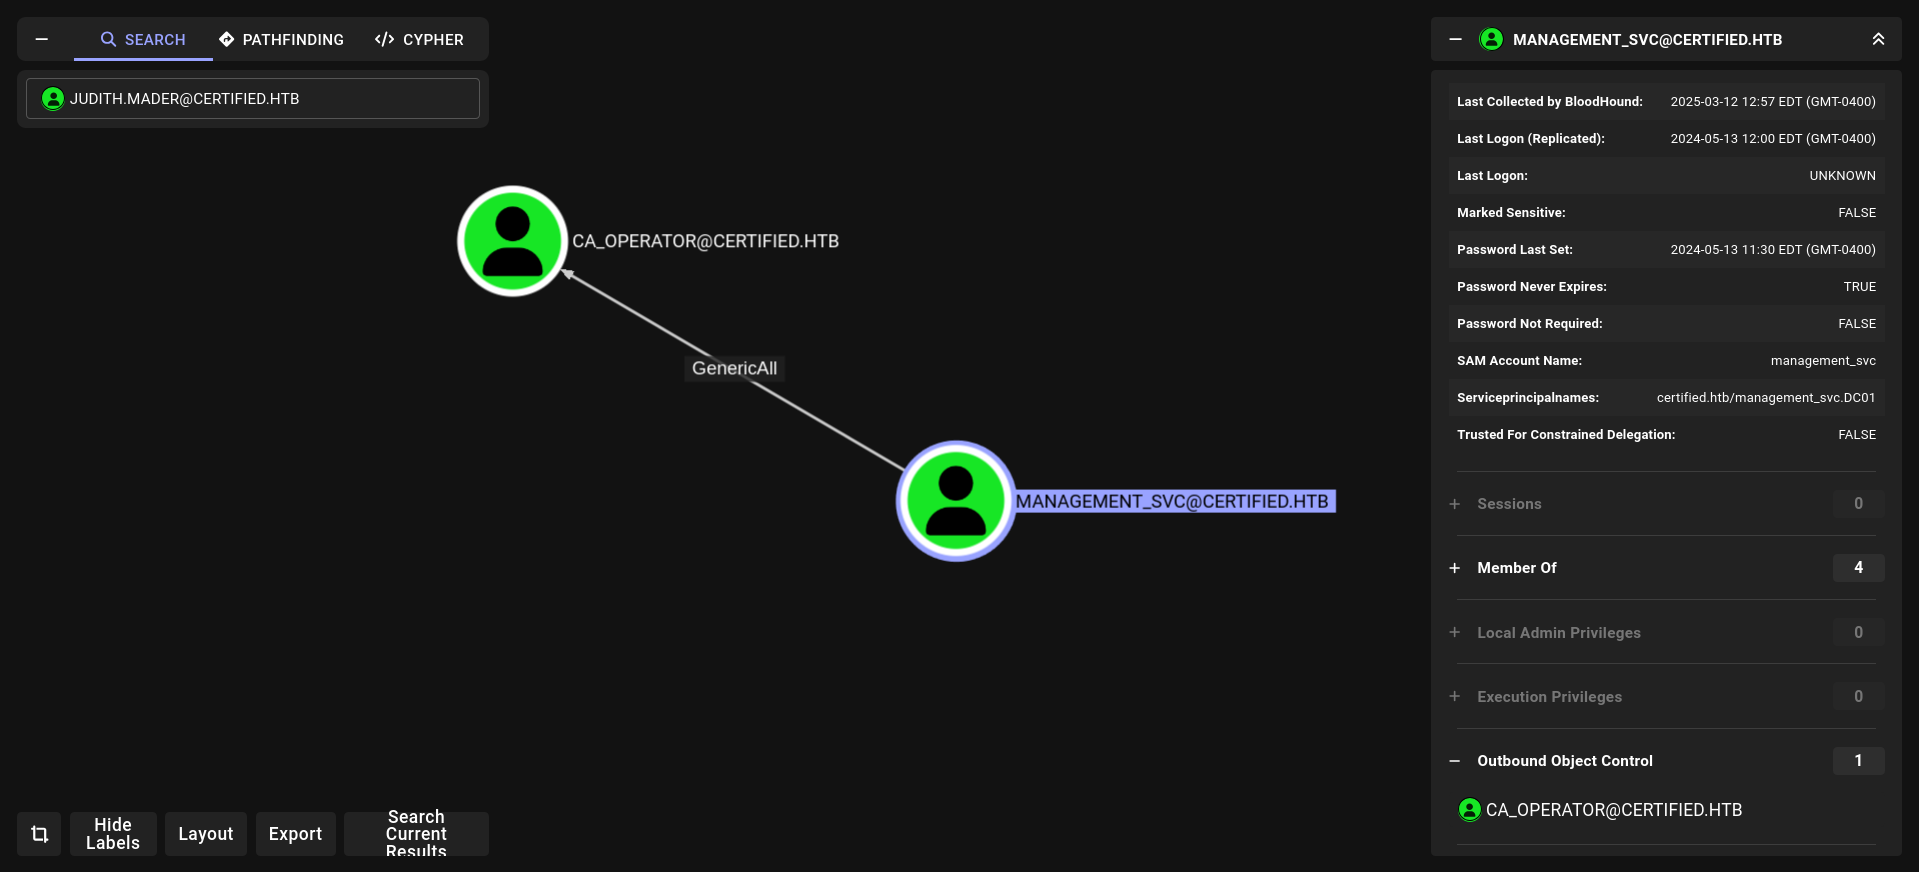 SEARCH
PATHFINDING
CYPHER
JUDITH.MADER@CERTIFIED.HTB
CA_OPERATOR@CERTIFIED.HTB
GenericAll
MANAGEMENT_SVC@CERTIFIED.HTB
Hide
Labels
Layout
Export
Search
Current
Results
MANAGEMENT_SVC@CERTIFIED.HTB
Last Collected by BloodHound: 2025-03-12 12:57 EDT (GMT-0400)
Last Logon (Replicated): 2024-05-13 12:00 EDT (GMT-0400)
Last Logon: UNKNOWN
Marked Sensitive: FALSE
Password Last Set: 2024-05-13 11:30 EDT (GMT-0400)
Password Never Expires: TRUE
Password Not Required: FALSE
SAM Account Name: management_svc
Serviceprincipalnames: certified.htb/management_svc.DC01
Trusted For Constrained Delegation: FALSE
Sessions 0
Member Of 4
Local Admin Privileges 0
Execution Privileges 0
Outbound Object Control 1
CA_OPERATOR@CERTIFIED.HTB